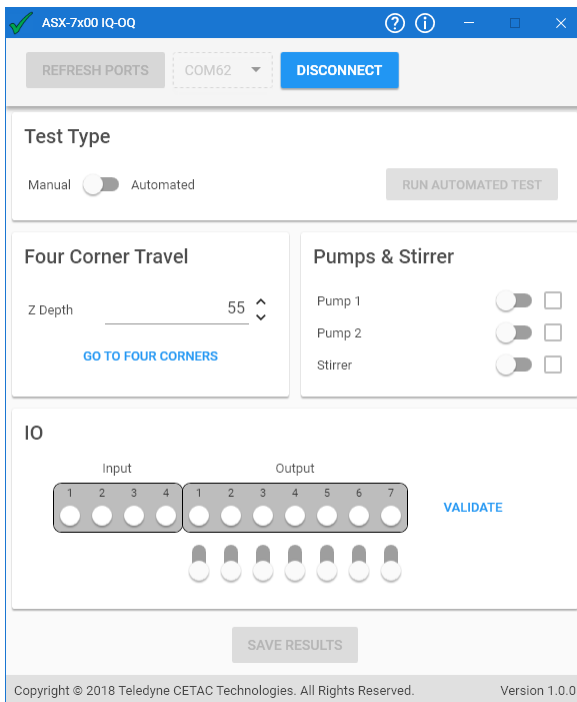 ASX-7x00 IQ-OQ
REFRESH PORTS COM62 DISCONNECT
Test Type
Manual Automated RUN AUTOMATED TEST
Four Corner Travel
Z Depth 55
GO TO FOUR CORNERS
Pumps & Stirrer
Pump 1
Pump 2
Stirrer
IO
Input Output
1 2 3 4 1 2 3 4 5 6 7
VALIDATE
SAVE RESULTS
Copyright © 2018 Teledyne CETAC Technologies. All Rights Reserved. Version 1.0.0